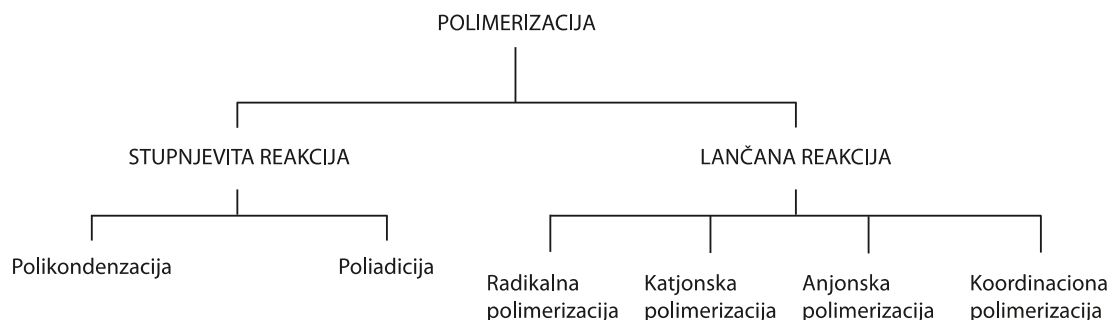 POLIMERIZACIJA
STUPNJEVITA REAKCIJA
LANČANA REAKCIJA
Polikondenzacija
Poliadicija
Radikalna
polimerizacija
Katjonska
polimerizacija
Anjonska
polimerizacija
Koordinaciona
polimerizacija